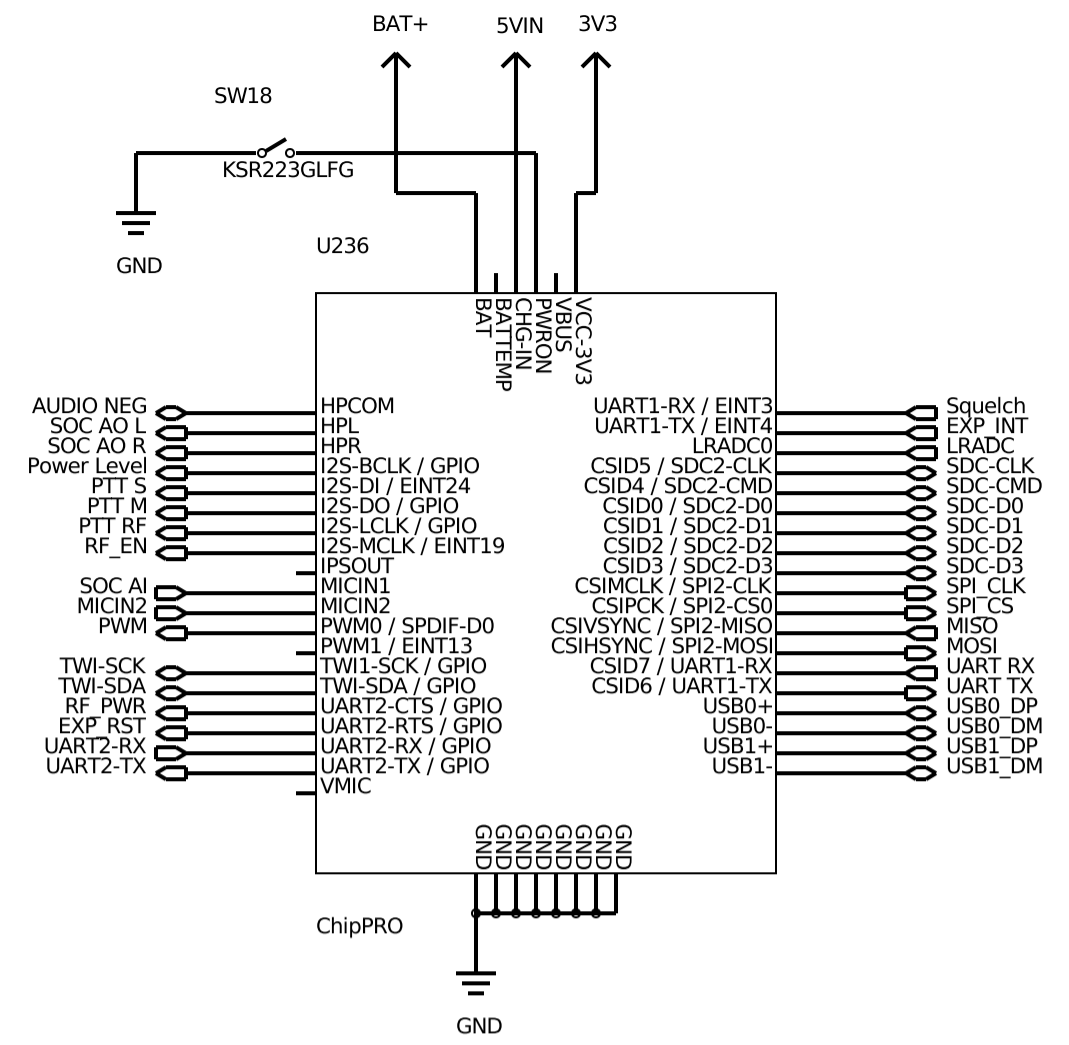 BAT+ 5VIN 3V3
SW18
KSR223GLFG
U236
GND
BAT
BATTEMP
CHG-IN
PWRON
VBUS
VCC-3V3
AUDIO NEG HPCOM UART1-RX / EINT3 Squelch
SOC AO L HPL UART1-TX / EINT4 EXP_INT
SOC AO R HPR LRADC0 LRADC
Power Level I2S-BCLK / GPIO CSID5 / SDC2-CLK SDC-CLK
PTT S I2S-DI / EINT24 CSID4 / SDC2-CMD SDC-CMD
PTT M I2S-DO / GPIO CSID0 / SDC2-D0 SDC-D0
PTT RF I2S-LCLK / GPIO CSID1 / SDC2-D1 SDC-D1
RF_EN I2S-MCLK / EINT19 CSID2 / SDC2-D2 SDC-D2
IPSOUT CSID3 / SDC2-D3 SDC-D3
SOC AI MICIN1 CSIMCLK / SPI2-CLK SPI_CLK
MICIN2 MICIN2 CSIPCK / SPI2-CS0 SPI_CS
PWM PWM0 / SPDIF-D0 CSIVSYNC / SPI2-MISO MISO
PWM1 / EINT13 CSIHSYNC / SPI2-MOSI MOSI
TWI-SCK TWI1-SCK / GPIO CSID7 / UART1-RX UART RX
TWI-SDA TWI-SDA / GPIO CSID6 / UART1-TX UART TX
RF_PWR UART2-CTS / GPIO USB0+ USB0_DP
EXP_RST UART2-RTS / GPIO USB0- USB0_DM
UART2-RX UART2-RX / GPIO USB1+ USB1_DP
UART2-TX UART2-TX / GPIO USB1- USB1_DM
VMIC
GND
GND
GND
GND
GND
GND
GND
GND
ChipPRO
GND